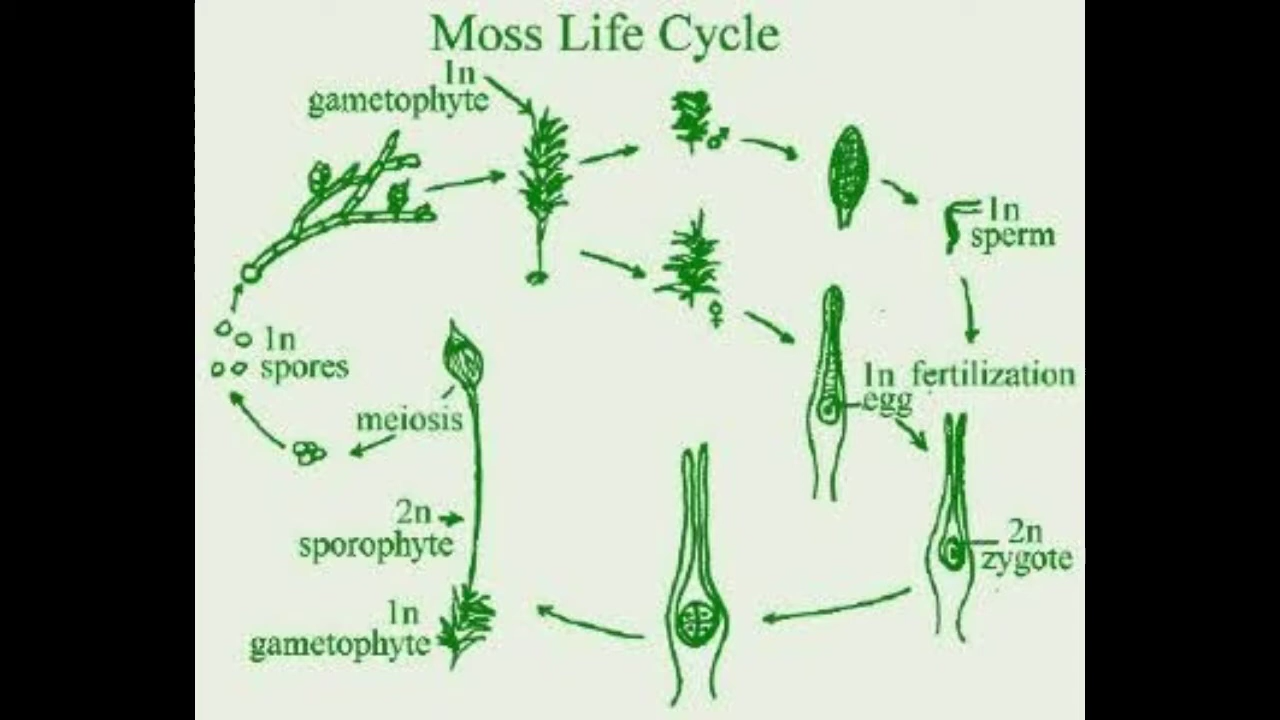 Moss Life Cycle
1n
gametophyte
1n
sperm
1n
spores
1n fertilization
egg
meiosis
2n
sporophyte
2n
zygote
1n
gametophyte